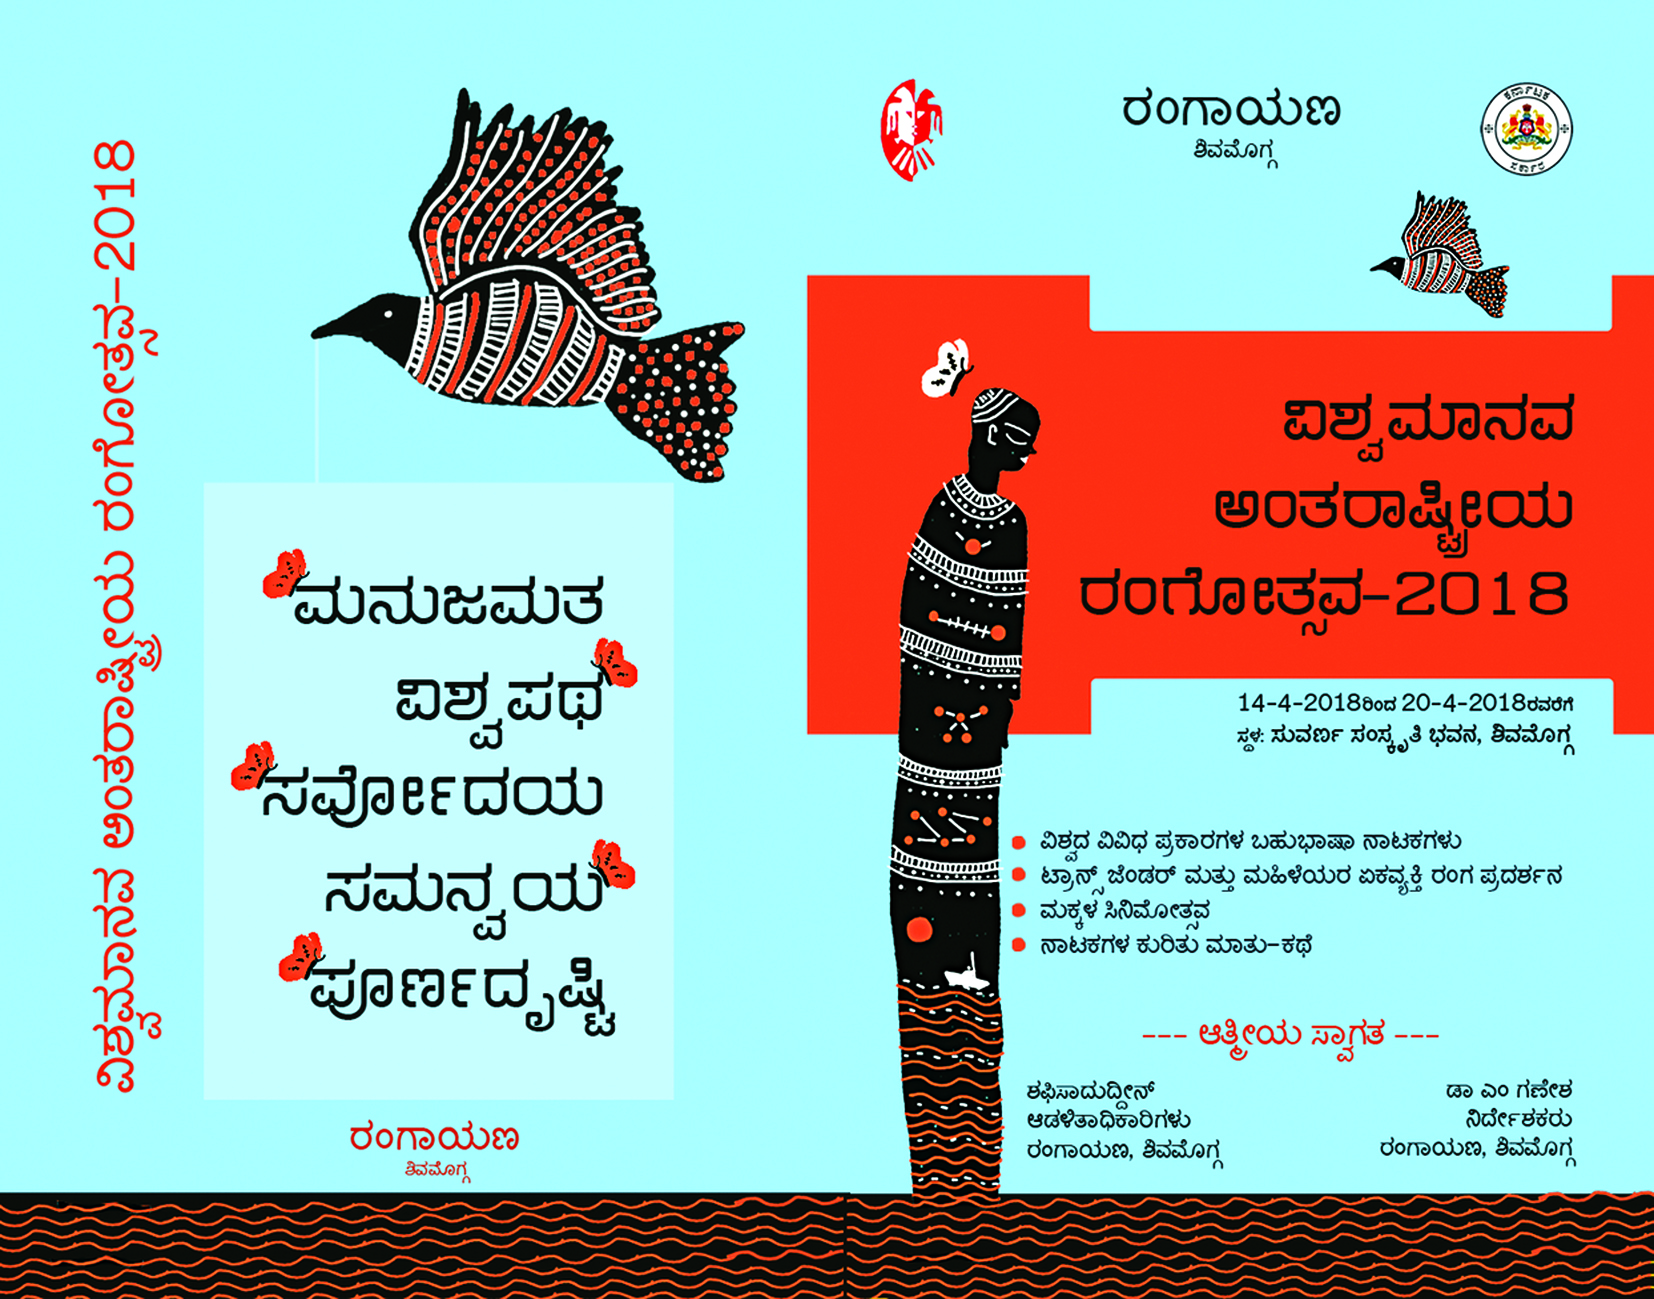 ವಿಶ್ವಮಾನವ ಅಂತರಾಷ್ಟ್ರೀಯ ರಂಗೋತ್ಸವ-2018
ಮನುಜಮತ
ವಿಶ್ವಪಥ
ಸರ್ವೋದಯ
ಸಮನ್ವಯ
ಪೂರ್ಣದೃಷ್ಟಿ
ರಂಗಾಯಣ
ಶಿವಮೊಗ್ಗ
ರಂಗಾಯಣ
ಶಿವಮೊಗ್ಗ
ಕರ್ನಾಟಕ
ಸರ್ಕಾರ
ವಿಶ್ವಮಾನವ
ಅಂತರಾಷ್ಟ್ರೀಯ
ರಂಗೋತ್ಸವ-2018
14-4-2018ರಿಂದ 20-4-2018ರವರೆಗೆ
ಸ್ಥಳ: ಸುವರ್ಣ ಸಂಸ್ಕೃತಿ ಭವನ, ಶಿವಮೊಗ್ಗ
ವಿಶ್ವದ ವಿವಿಧ ಪ್ರಕಾರಗಳ ಬಹುಭಾಷಾ ನಾಟಕಗಳು
ಟ್ರಾನ್ಸ್ ಜೆಂಡರ್ ಮತ್ತು ಮಹಿಳೆಯರ ಏಕವ್ಯಕ್ತಿ ರಂಗ ಪ್ರದರ್ಶನ
ಮಕ್ಕಳ ಸಿನಿಮೋತ್ಸವ
ನಾಟಕಗಳ ಕುರಿತು ಮಾತು-ಕಥೆ
--- ಆತ್ಮೀಯ ಸ್ವಾಗತ ---
ಶಫಿಸಾದುದ್ದೀನ್
ಆಡಳಿತಾಧಿಕಾರಿಗಳು
ರಂಗಾಯಣ, ಶಿವಮೊಗ್ಗ
ಡಾ ಎಂ ಗಣೇಶ
ನಿರ್ದೇಶಕರು
ರಂಗಾಯಣ, ಶಿವಮೊಗ್ಗ